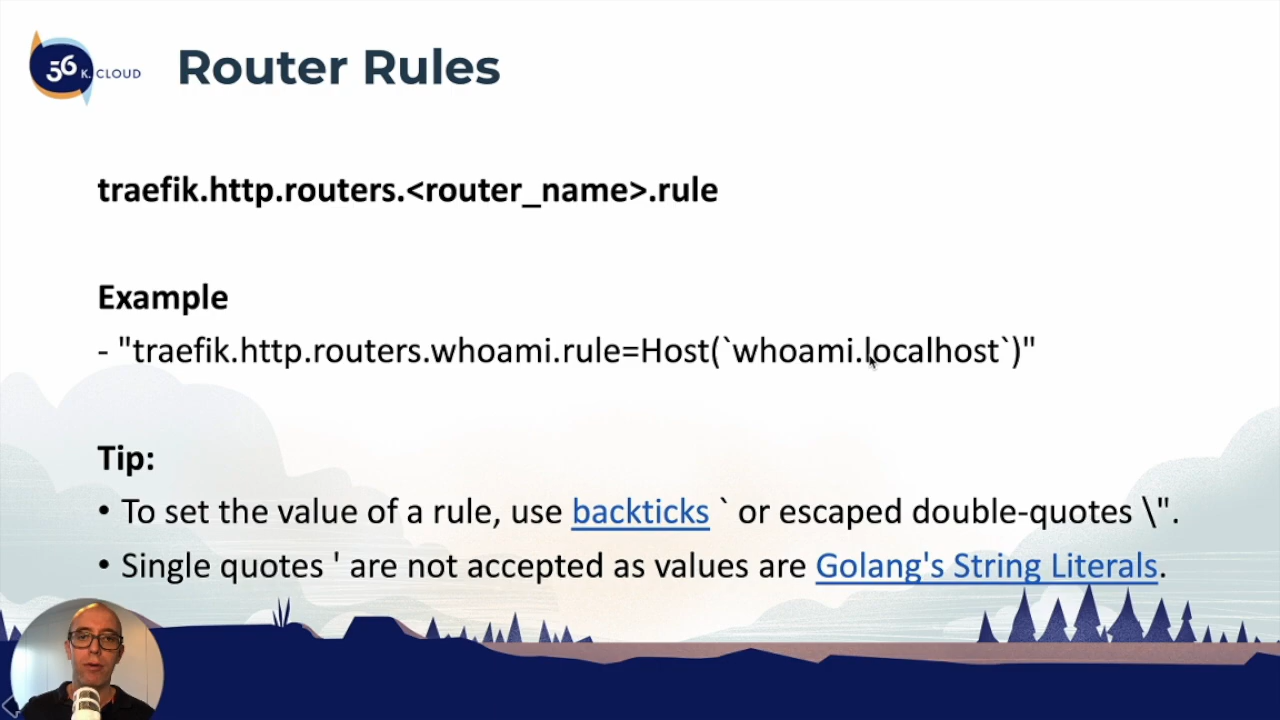 56 K. CLOUD
Router Rules
traefik.http.routers.<router_name>.rule
Example
- "traefik.http.routers.whoami.rule=Host(`whoami.localhost`)"
Tip:
• To set the value of a rule, use backticks ` or escaped double-quotes \".
• Single quotes ' are not accepted as values are Golang's String Literals.